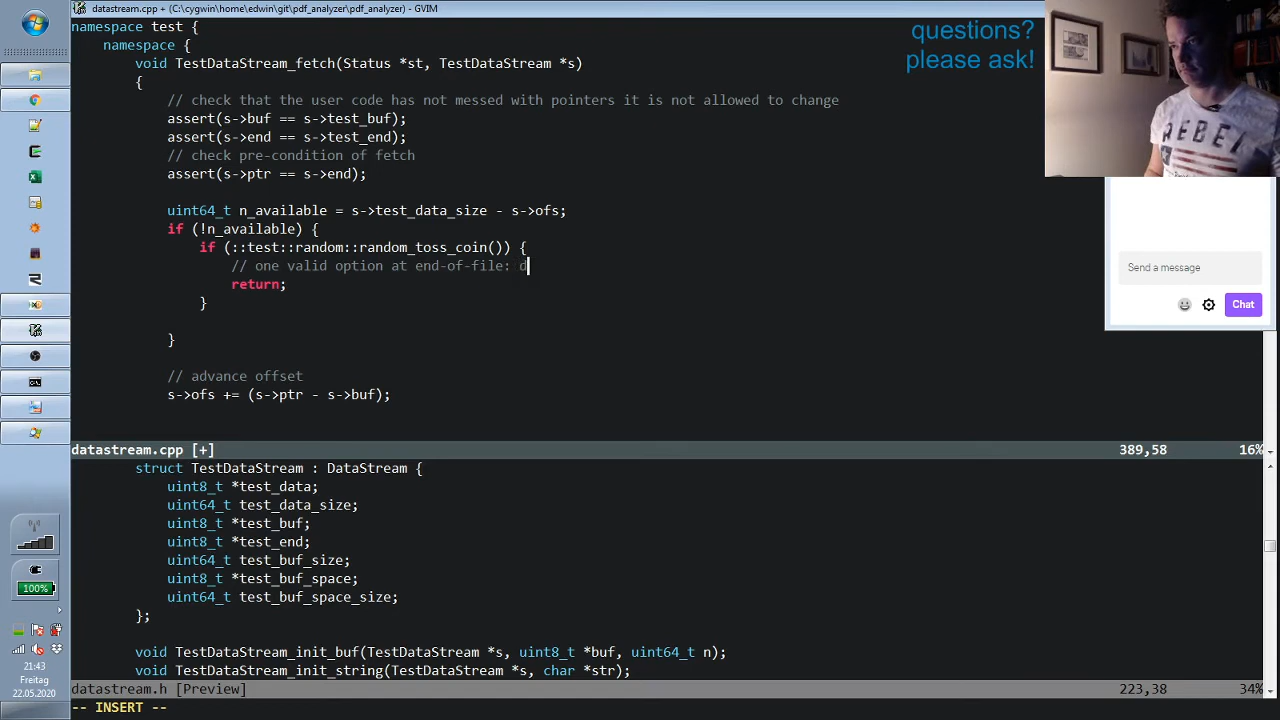 datastream.cpp + (C:\cygwin\home\edwin\git\pdf_analyzer\pdf_analyzer) - GVIM
namespace test {
namespace {
void TestDataStream_fetch(Status *st, TestDataStream *s)
{
// check that the user code has not messed with pointers it is not allowed to change
assert(s->buf == s->test_buf);
assert(s->end == s->test_end);
// check pre-condition of fetch
assert(s->ptr == s->end);
uint64_t n_available = s->test_data_size - s->ofs;
if (!n_available) {
if (::test::random::random_toss_coin()) {
// one valid option at end-of-file: d
return;
}
}
// advance offset
s->ofs += (s->ptr - s->buf);
datastream.cpp [+] 389,58 16%
struct TestDataStream : DataStream {
uint8_t *test_data;
uint64_t test_data_size;
uint8_t *test_buf;
uint8_t *test_end;
uint64_t test_buf_size;
uint8_t *test_buf_space;
uint64_t test_buf_space_size;
};
void TestDataStream_init_buf(TestDataStream *s, uint8_t *buf, uint64_t n);
void TestDataStream_init_string(TestDataStream *s, char *str);
datastream.h [Preview] 223,38 34%
-- INSERT --
questions?
please ask!
REBEL
Send a message
Chat
100%
21:43
Freitag
22.05.2020